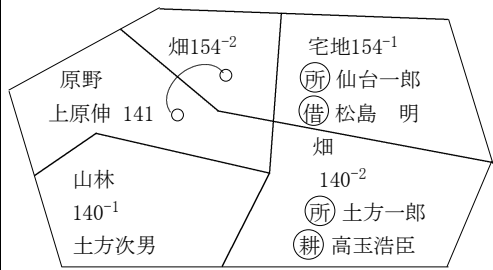 畑154⁻²
宅地154⁻¹
所 仙台一郎
借 松島　明
原野
上原伸 141
畑
140⁻²
所 土方一郎
耕 高玉浩臣
山林
140⁻¹
土方次男